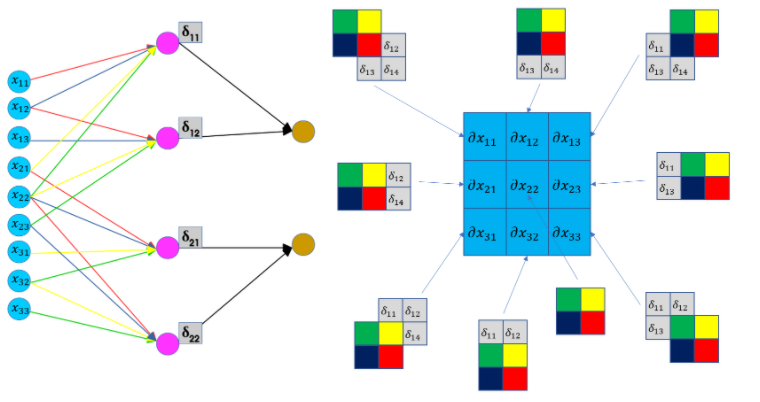 δ₁₁
x₁₁
x₁₂
δ₁₂
x₁₃
x₂₁
x₂₂
x₂₃
δ₂₁
x₃₁
x₃₂
x₃₃
δ₂₂
δ₁₂
δ₁₃ δ₁₄
δ₁₃ δ₁₄
δ₁₁
δ₁₃ δ₁₄
∂x₁₁ ∂x₁₂ ∂x₁₃
∂x₂₁ ∂x₂₂ ∂x₂₃
∂x₃₁ ∂x₃₂ ∂x₃₃
δ₁₂
δ₁₄
δ₁₁
δ₁₃
δ₁₁ δ₁₂
δ₁₄
δ₁₁ δ₁₂
δ₁₁ δ₁₂
δ₁₃